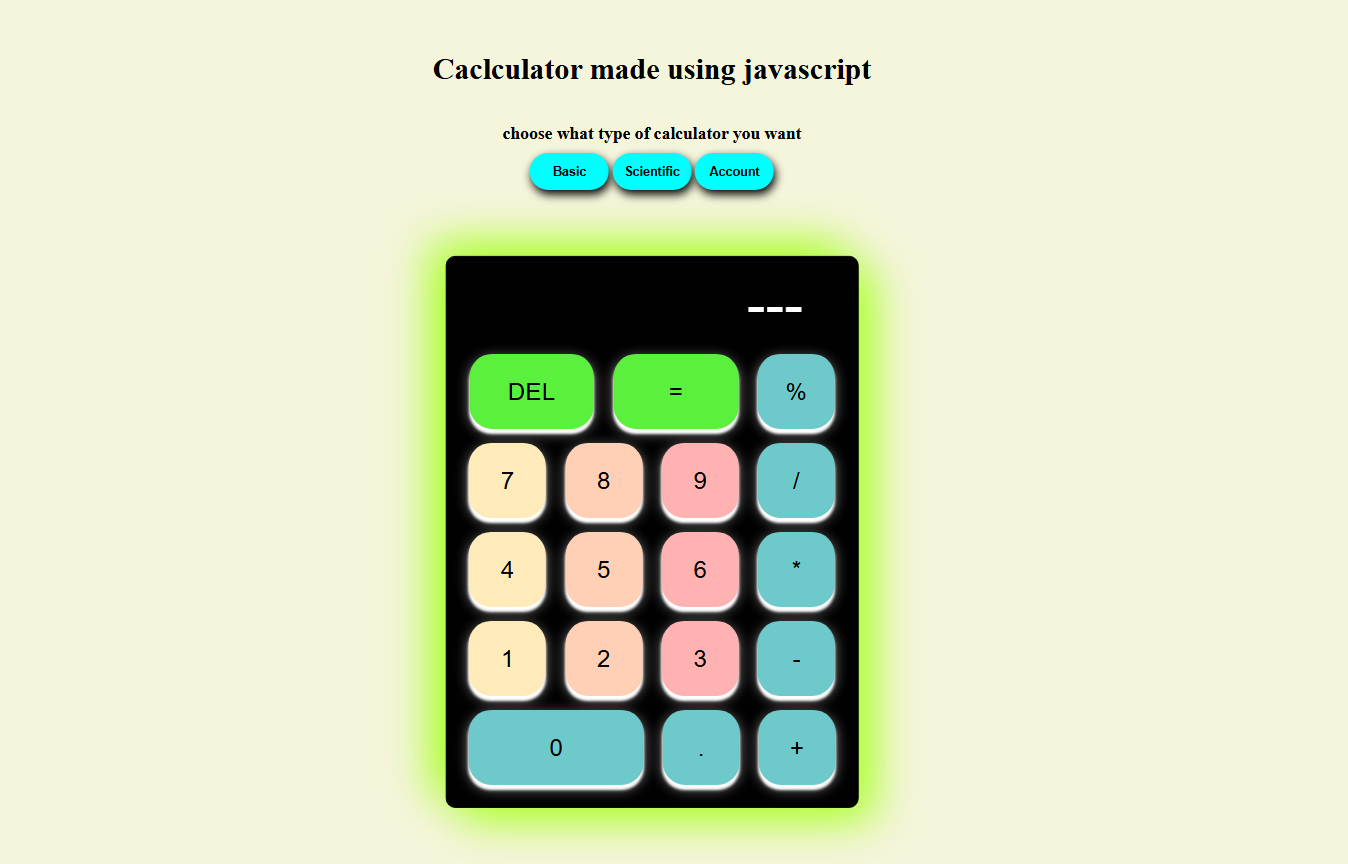 Caclculator made using javascript
choose what type of calculator you want
Basic Scientific Account
---
DEL = %
7 8 9 /
4 5 6 *
1 2 3 -
0 . +